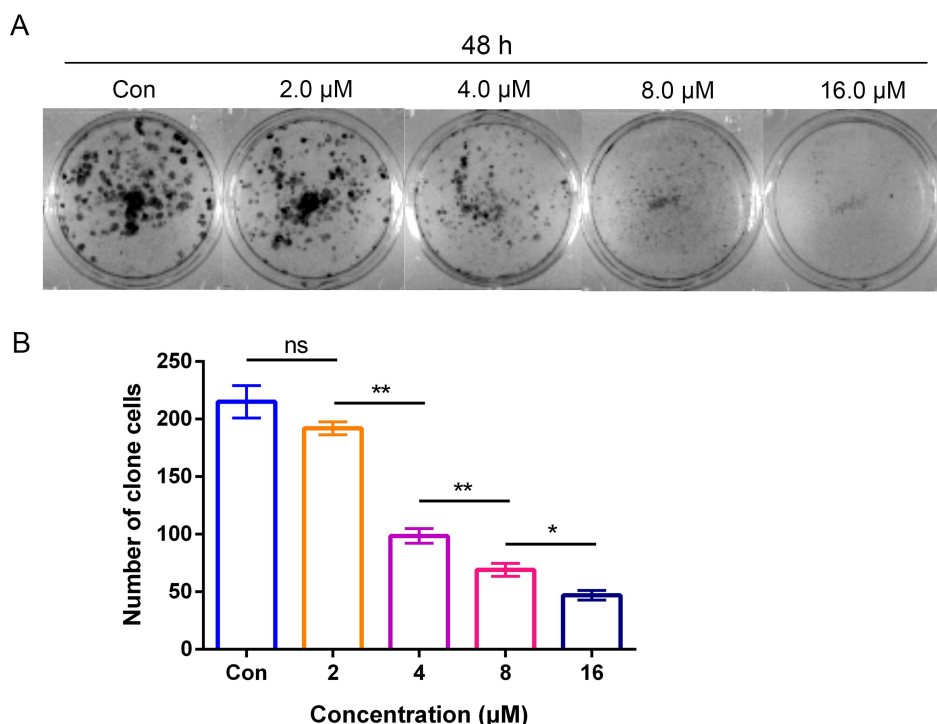 A
48 h
Con 2.0 µM 4.0 µM 8.0 µM 16.0 µM
B
Number of clone cells
250
200
150
100
50
0
ns
**
**
*
Con 2 4 8 16
Concentration (µM)